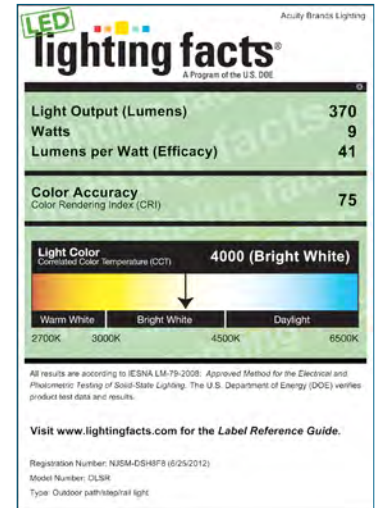 Acuity Brands Lighting
LED
lighting facts®
A Program of the U.S. DOE
Light Output (Lumens) 370
Watts 9
Lumens per Watt (Efficacy) 41
Color Accuracy 75
Color Rendering Index (CRI)
Light Color 4000 (Bright White)
Correlated Color Temperature (CCT)
Warm White Bright White Daylight
2700K 3000K 4500K 6500K
All results are according to IESNA LM-79-2008: Approved Method for the Electrical and
Photometric Testing of Solid-State Lighting. The U.S. Department of Energy (DOE) verifies
product test data and results.
Visit www.lightingfacts.com for the Label Reference Guide.
Registration Number: NJSM-DSH8F8 (6/25/2012)
Model Number: OLSR
Type: Outdoor path/step/rail light